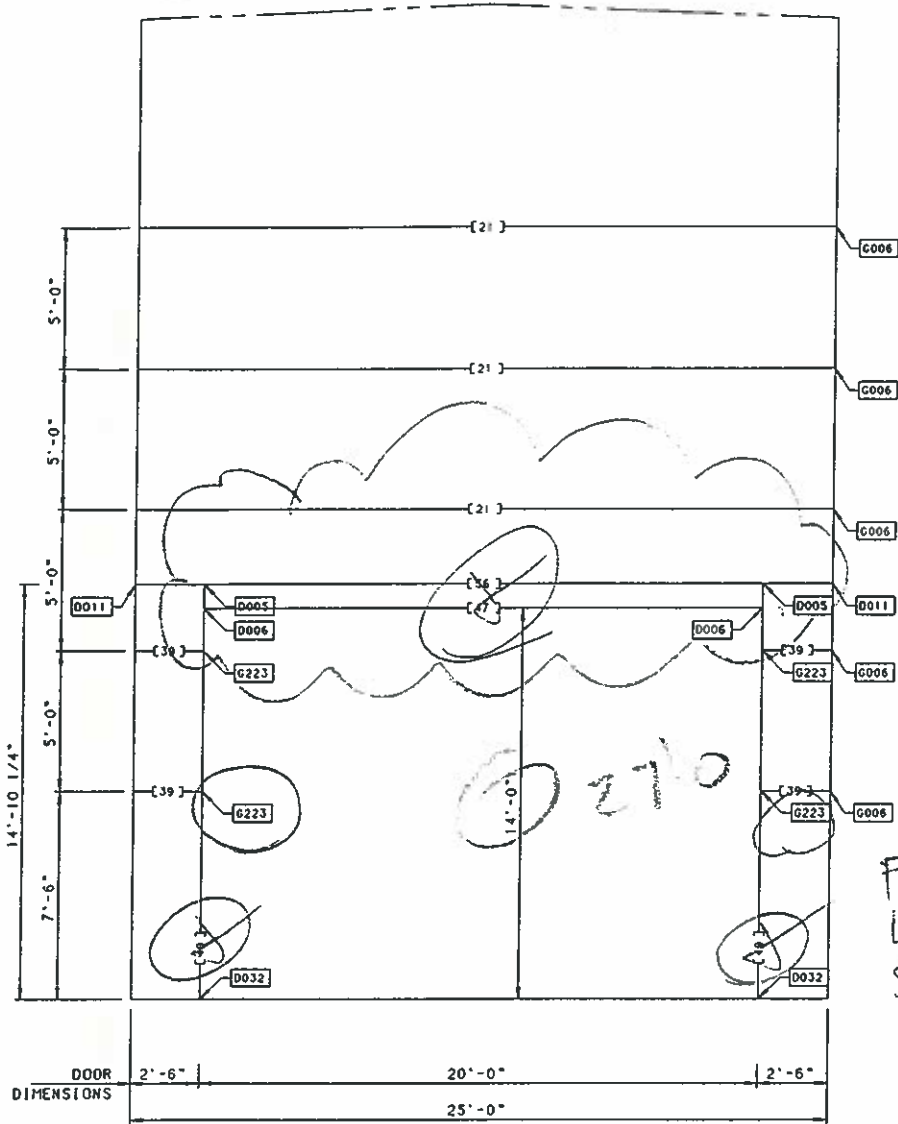 [21]
G006
5'-0"
[21]
G006
5'-0"
[21]
G006
5'-0"
D011
D005
D005
D011
D006
D006
[39]
[39]
G223
G223
G006
5'-0"
14'-10 1/4"
[39]
[39]
G223
G223
G006
14'-0"
7'-6"
D032
D032
DOOR
DIMENSIONS
2'-6"
20'-0"
2'-6"
25'-0"